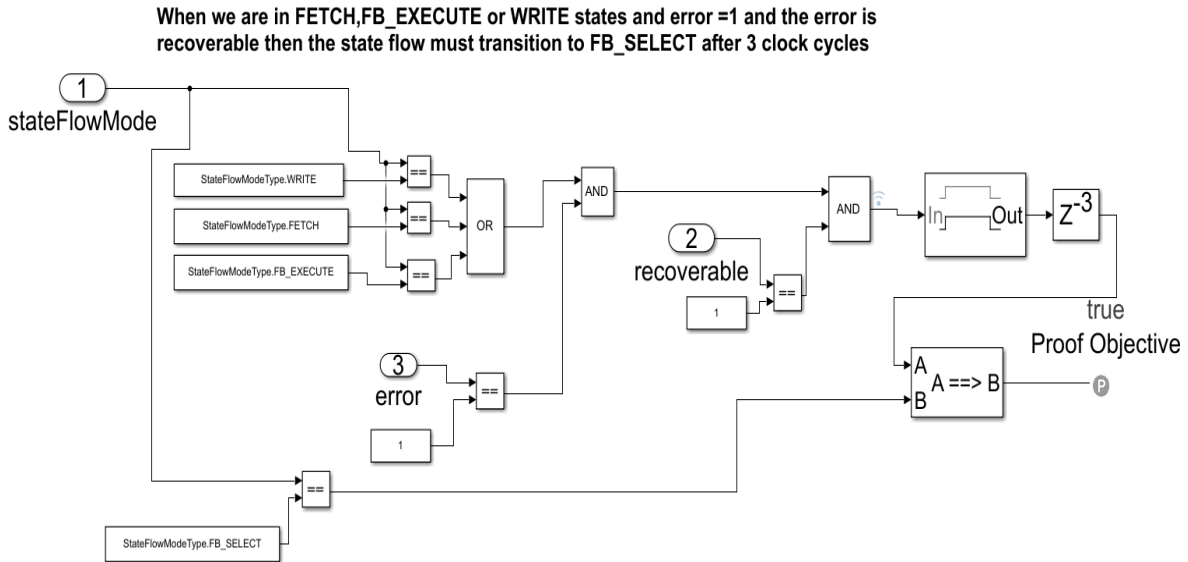 When we are in FETCH,FB_EXECUTE or WRITE states and error =1 and the error is
recoverable then the state flow must transition to FB_SELECT after 3 clock cycles
1
stateFlowMode
StateFlowModeType.WRITE
==
StateFlowModeType.FETCH
==
StateFlowModeType.FB_EXECUTE
==
OR
AND
AND
2
recoverable
1
==
In
Out
Z-3
true
Proof Objective
3
error
1
==
A
B
A ==> B
P
==
StateFlowModeType.FB_SELECT